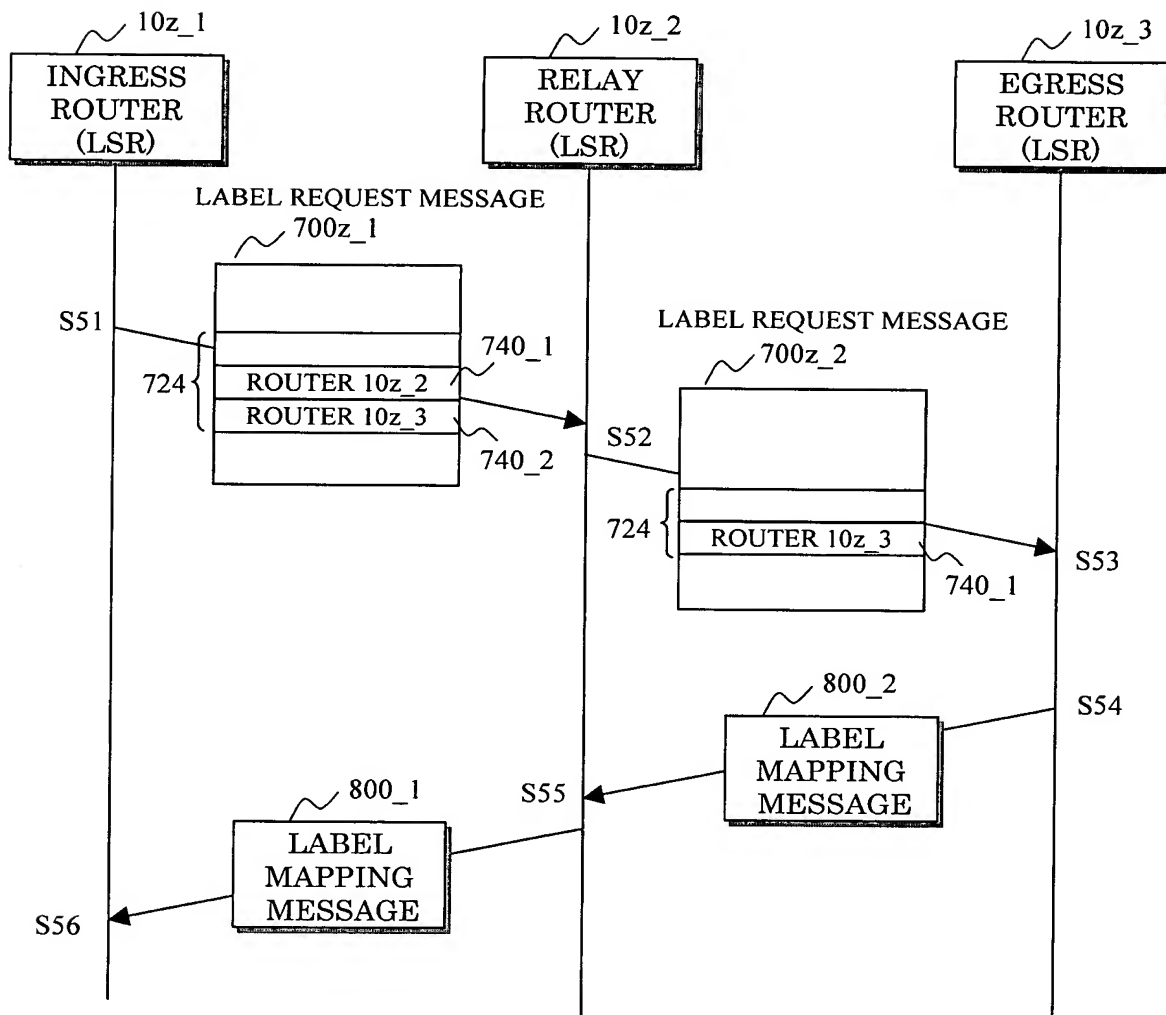 10z_1
10z_2
10z_3
INGRESS
ROUTER
(LSR)
RELAY
ROUTER
(LSR)
EGRESS
ROUTER
(LSR)
LABEL REQUEST MESSAGE
700z_1
S51
724
740_1
ROUTER 10z_2
ROUTER 10z_3
740_2
LABEL REQUEST MESSAGE
700z_2
S52
724
ROUTER 10z_3
740_1
S53
800_2
S54
LABEL
MAPPING
MESSAGE
S55
800_1
LABEL
MAPPING
MESSAGE
S56